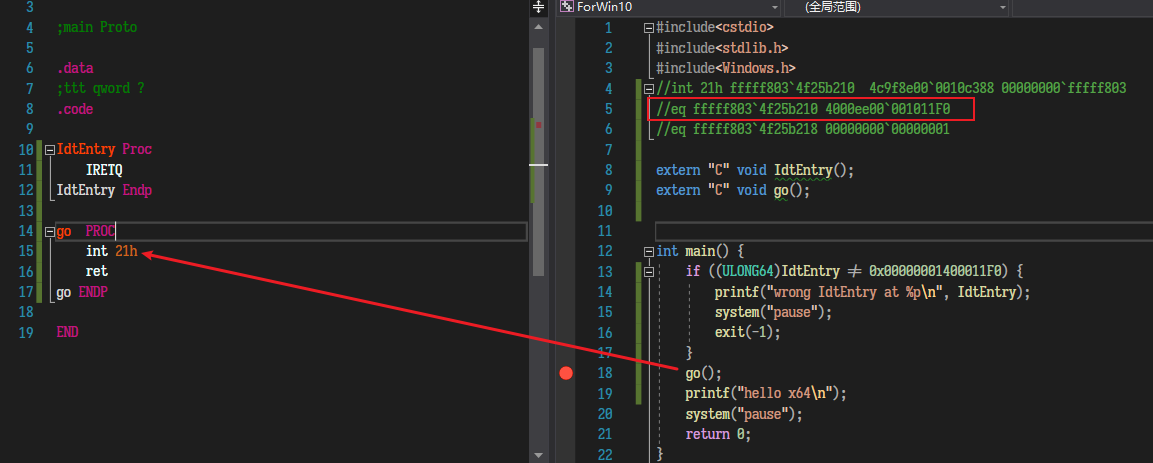 3
4 ;main Proto
5
6 .data
7 ;ttt qword ?
8 .code
9
10 IdtEntry Proc
11 IRETQ
12 IdtEntry Endp
13
14 go PROC
15 int 21h
16 ret
17 go ENDP
18
19 END
ForWin10 (全局范围)
1 #include<cstdio>
2 #include<stdlib.h>
3 #include<Windows.h>
4 //int 21h fffff803`4f25b210 4c9f8e00`0010c388 00000000`fffff803
5 //eq fffff803`4f25b210 4000ee00`001011F0
6 //eq fffff803`4f25b218 00000000`00000001
7
8 extern "C" void IdtEntry();
9 extern "C" void go();
10
11
12 int main() {
13 if ((ULONG64)IdtEntry ≠ 0x00000001400011F0) {
14 printf("wrong IdtEntry at %p\n", IdtEntry);
15 system("pause");
16 exit(-1);
17 }
18 go();
19 printf("hello x64\n");
20 system("pause");
21 return 0;
22 }